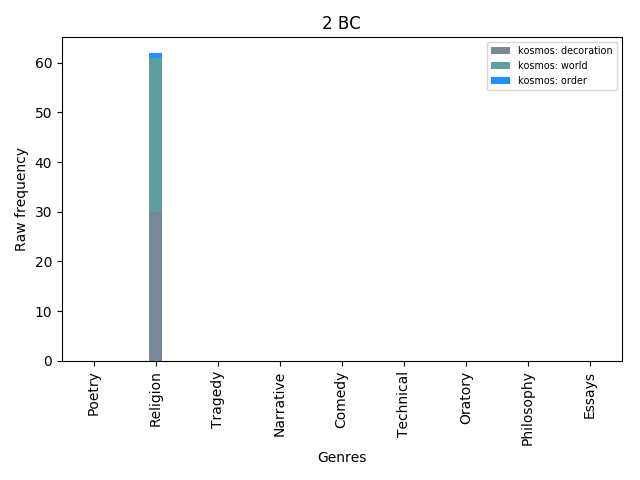 2 BC
kosmos: decoration
kosmos: world
kosmos: order
Raw frequency
60
50
40
30
20
10
0
Poetry
Religion
Tragedy
Narrative
Comedy
Technical
Oratory
Philosophy
Essays
Genres